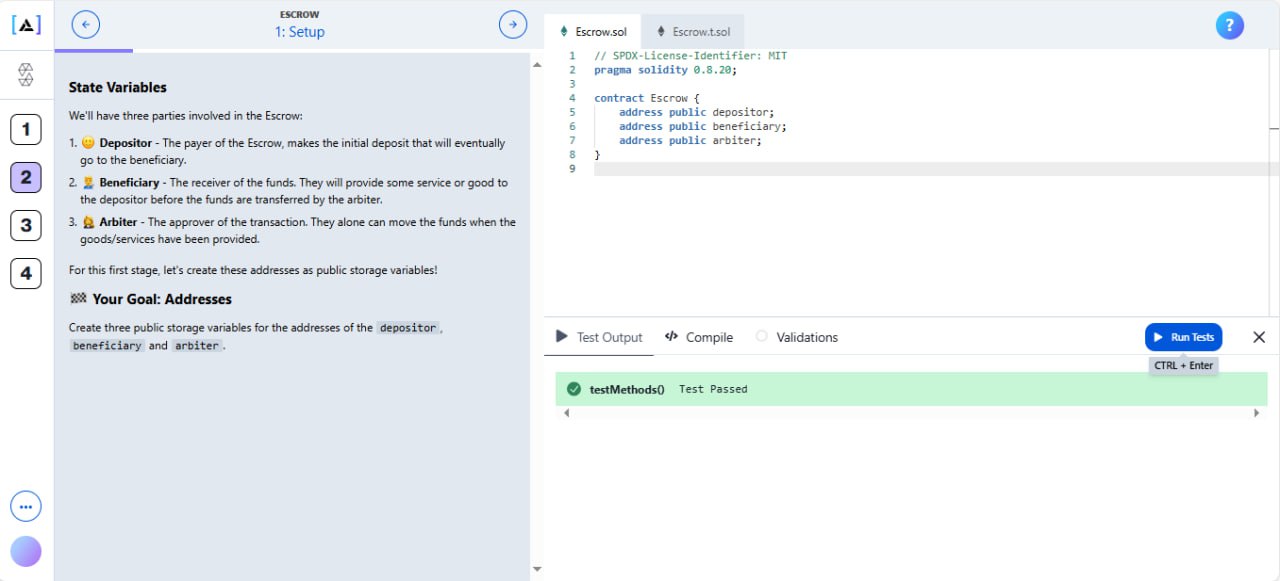 ESCROW
1: Setup
1
2
3
4
State Variables
We'll have three parties involved in the Escrow:
1. 🙂 Depositor - The payer of the Escrow, makes the initial deposit that will eventually
go to the beneficiary.
2. Beneficiary - The receiver of the funds. They will provide some service or good to
the depositor before the funds are transferred by the arbiter.
3. Arbiter - The approver of the transaction. They alone can move the funds when the
goods/services have been provided.
For this first stage, let's create these addresses as public storage variables!
🏁 Your Goal: Addresses
Create three public storage variables for the addresses of the depositor,
beneficiary and arbiter.
Escrow.sol
Escrow.t.sol
?
1 // SPDX-License-Identifier: MIT
2 pragma solidity 0.8.20;
3
4 contract Escrow {
5 address public depositor;
6 address public beneficiary;
7 address public arbiter;
8 }
9
Test Output
Compile
Validations
Run Tests
CTRL + Enter
testMethods() Test Passed